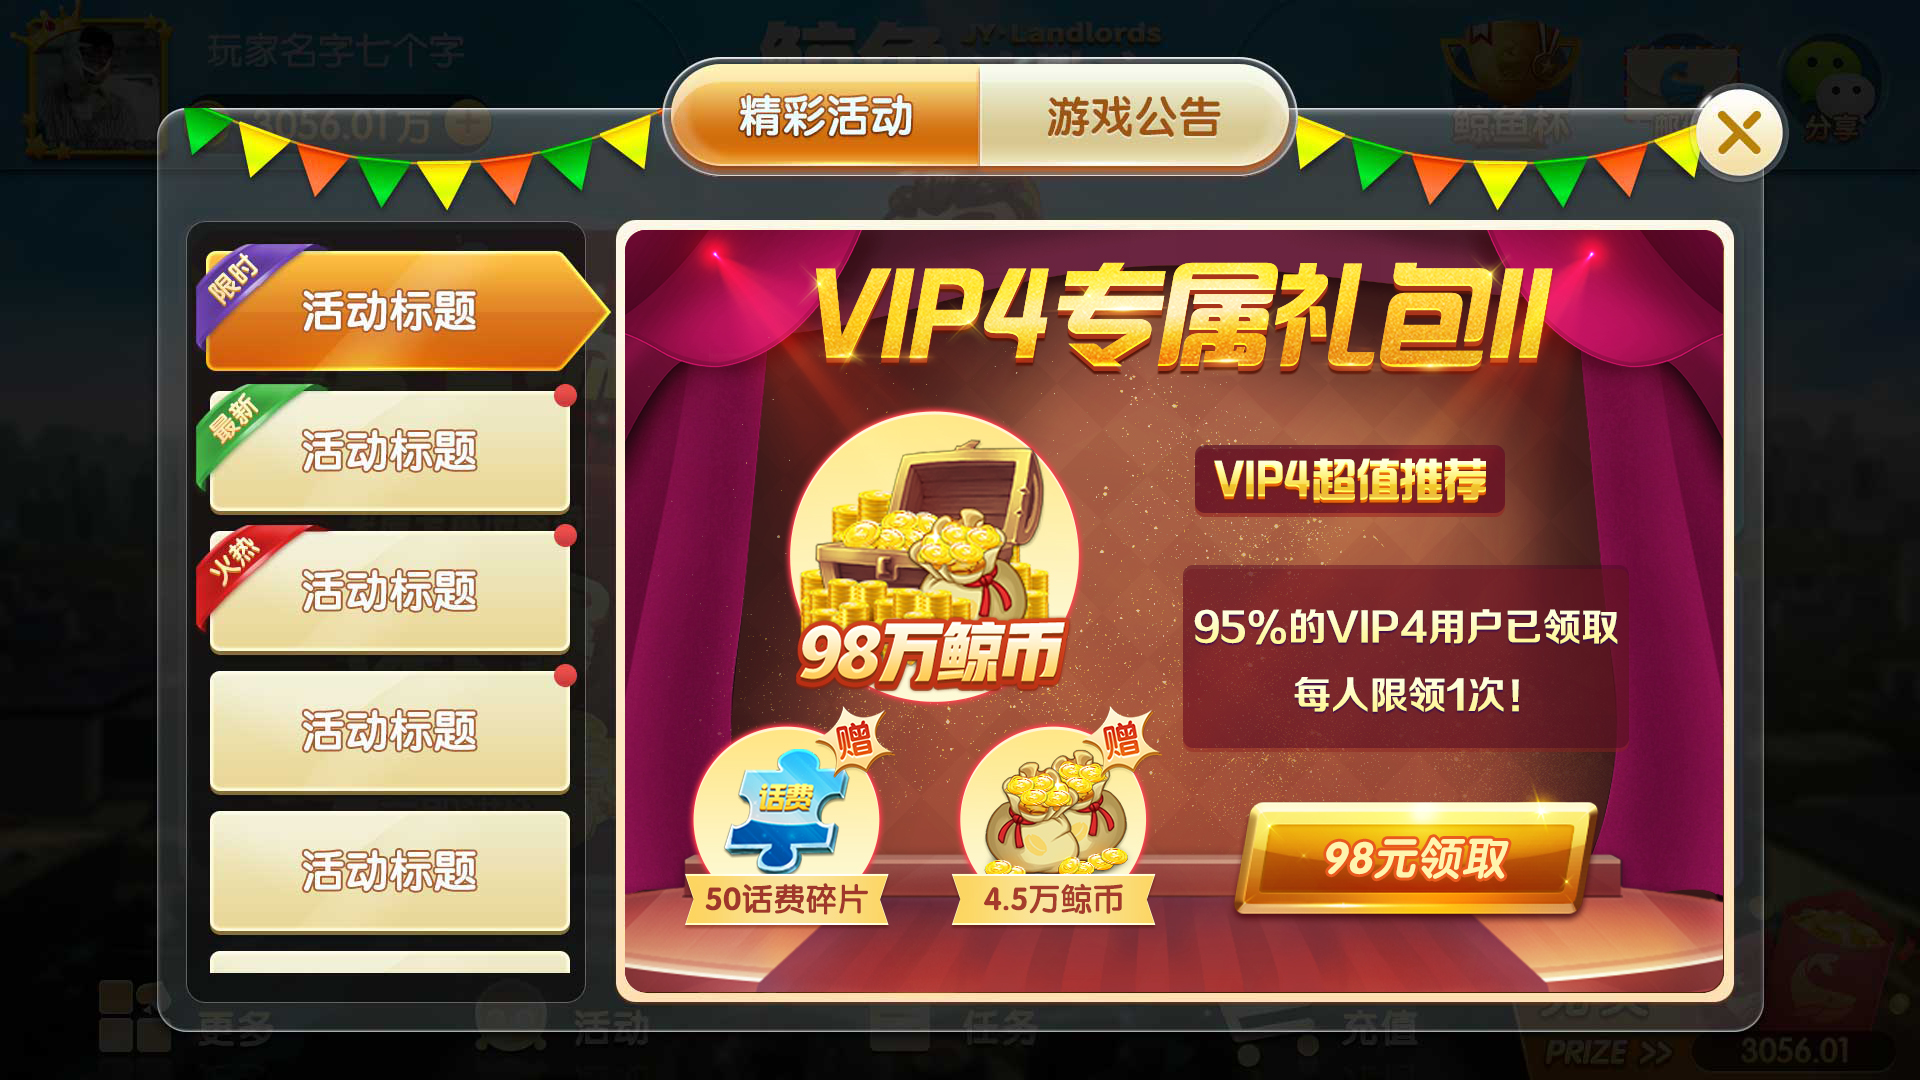 玩家名字七个字
JY·Landlords
3056.01万
鲸鱼杯
分享
精彩活动
游戏公告
限时
活动标题
最新
活动标题
火热
活动标题
活动标题
活动标题
VIP4专属礼包II
98万鲸币
VIP4超值推荐
95%的VIP4用户已领取
每人限领1次!
赠
话费
50话费碎片
赠
4.5万鲸币
98元领取
更多
活动
任务
充值
PRIZE >>
3056.01